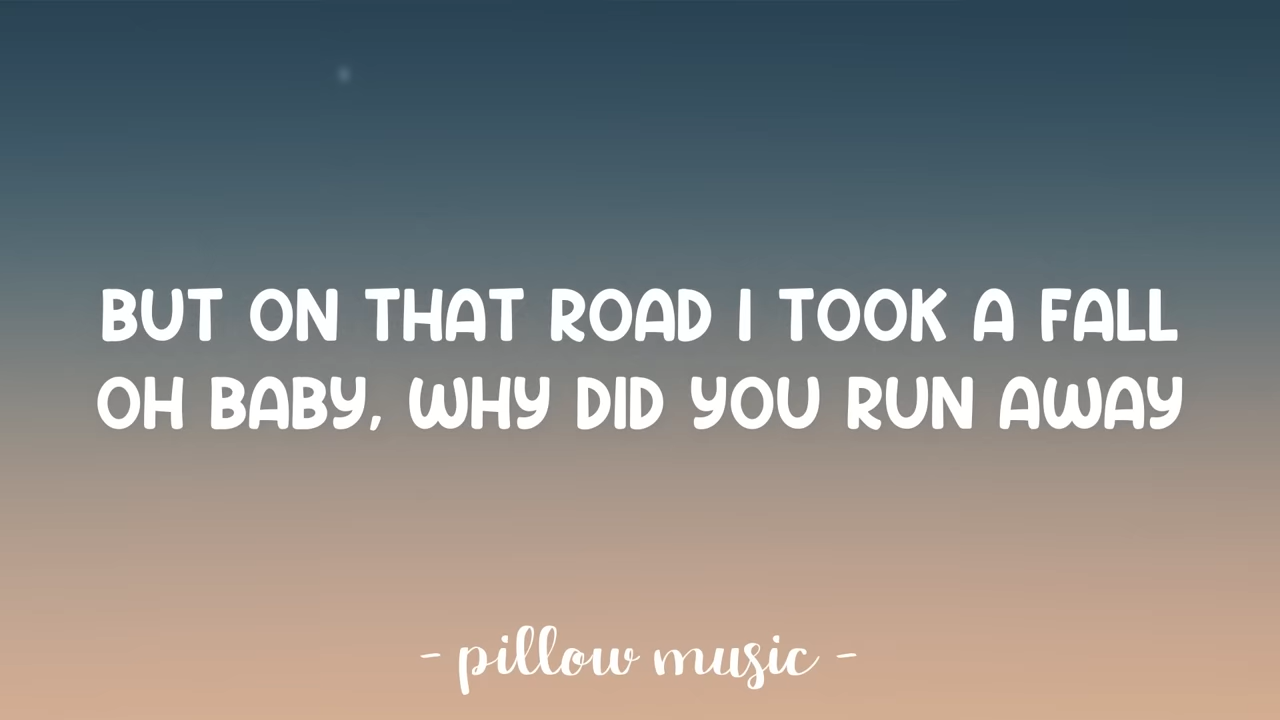 BUT ON THAT ROAD I TOOK A FALL
OH BABY, WHY DID YOU RUN AWAY
- pillow music -